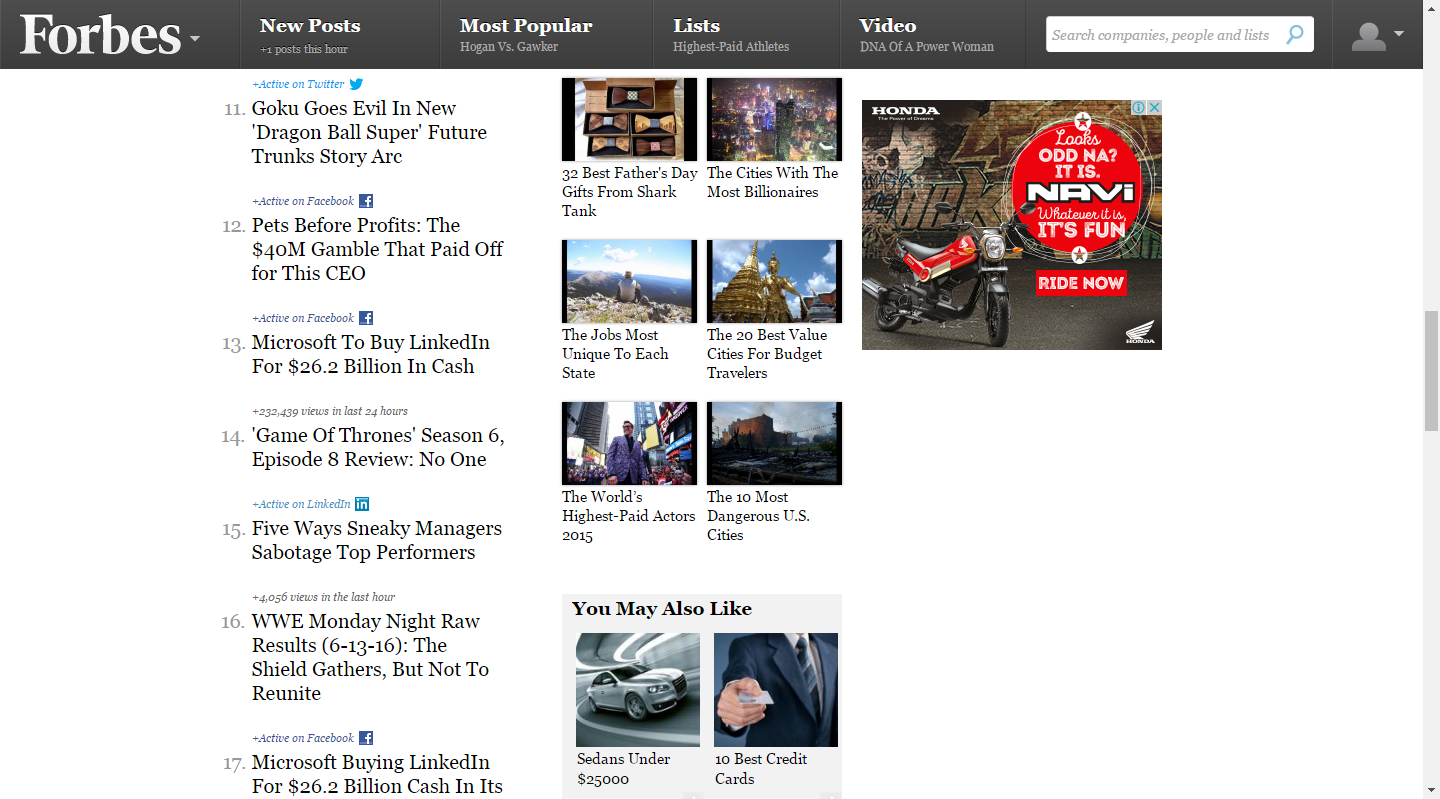 Forbes
New Posts
+1 posts this hour
Most Popular
Hogan Vs. Gawker
Lists
Highest-Paid Athletes
Video
DNA Of A Power Woman
Search companies, people and lists
+Active on Twitter
11. Goku Goes Evil In New
'Dragon Ball Super' Future
Trunks Story Arc
+Active on Facebook
12. Pets Before Profits: The
$40M Gamble That Paid Off
for This CEO
+Active on Facebook
13. Microsoft To Buy LinkedIn
For $26.2 Billion In Cash
+232,439 views in last 24 hours
14. 'Game Of Thrones' Season 6,
Episode 8 Review: No One
+Active on LinkedIn
15. Five Ways Sneaky Managers
Sabotage Top Performers
+4,056 views in the last hour
16. WWE Monday Night Raw
Results (6-13-16): The
Shield Gathers, But Not To
Reunite
+Active on Facebook
17. Microsoft Buying LinkedIn
For $26.2 Billion Cash In Its
32 Best Father's Day
Gifts From Shark
Tank
The Cities With The
Most Billionaires
The Jobs Most
Unique To Each
State
The 20 Best Value
Cities For Budget
Travelers
The World's
Highest-Paid Actors
2015
The 10 Most
Dangerous U.S.
Cities
You May Also Like
Sedans Under
$25000
10 Best Credit
Cards
HONDA
The Power of Dreams
Looks
ODD NA?
IT IS.
NAVi
Whatever it is,
IT'S FUN
RIDE NOW
HONDA